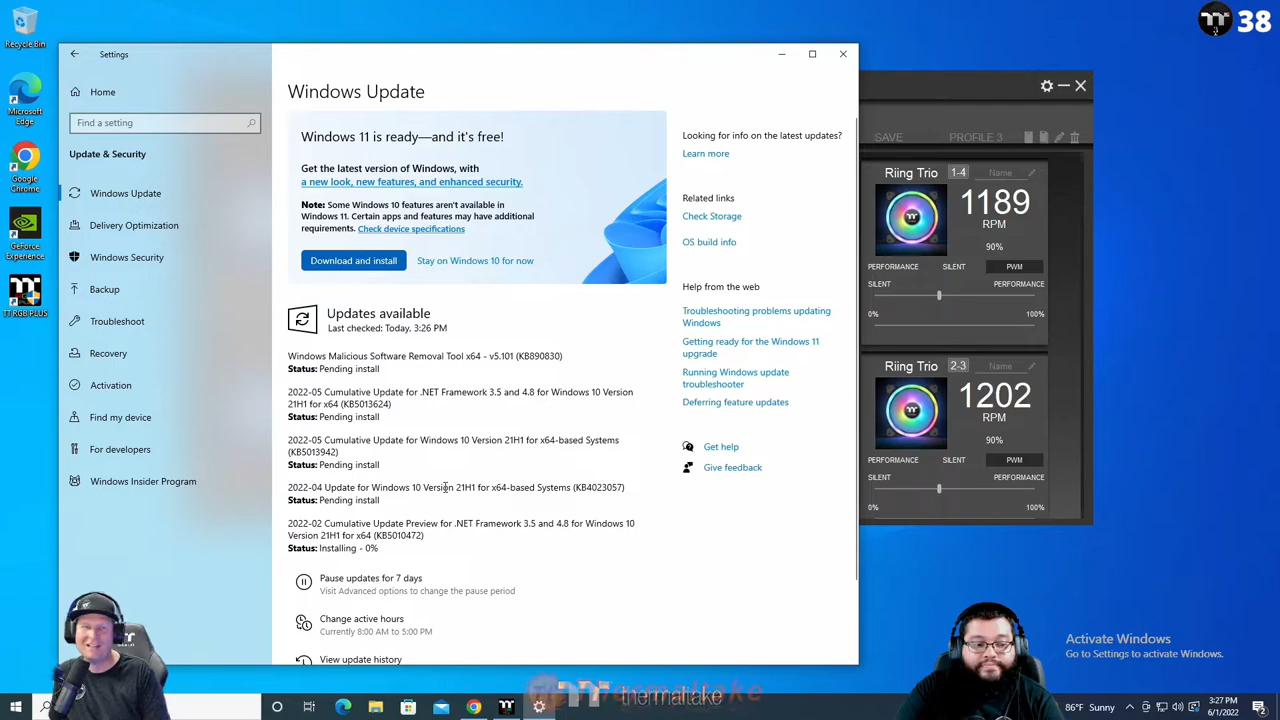 Recycle Bin
Microsoft
Edge
Google
Chrome
GeForce
Experience
TT RGB PLUS
38
Settings
Home
Find a setting
Update & Security
Windows Update
Delivery Optimization
Windows Security
Backup
Troubleshoot
Recovery
Activation
Find my device
For developers
Windows Insider Program
Windows Update
Windows 11 is ready—and it's free!
Get the latest version of Windows, with
a new look, new features, and enhanced security.
Note: Some Windows 10 features aren't available in
Windows 11. Certain apps and features may have additional
requirements. Check device specifications
Download and install
Stay on Windows 10 for now
Updates available
Last checked: Today, 3:26 PM
Windows Malicious Software Removal Tool x64 - v5.101 (KB890830)
Status: Pending install
2022-05 Cumulative Update for .NET Framework 3.5 and 4.8 for Windows 10 Version
21H1 for x64 (KB5013624)
Status: Pending install
2022-05 Cumulative Update for Windows 10 Version 21H1 for x64-based Systems
(KB5013942)
Status: Pending install
2022-04 Update for Windows 10 Version 21H1 for x64-based Systems (KB4023057)
Status: Pending install
2022-02 Cumulative Update Preview for .NET Framework 3.5 and 4.8 for Windows 10
Version 21H1 for x64 (KB5010472)
Status: Installing - 0%
Pause updates for 7 days
Visit Advanced options to change the pause period
Change active hours
Currently 8:00 AM to 5:00 PM
View update history
Looking for info on the latest updates?
Learn more
Related links
Check Storage
OS build info
Help from the web
Troubleshooting problems updating
Windows
Getting ready for the Windows 11
upgrade
Running Windows update
troubleshooter
Deferring feature updates
Get help
Give feedback
SAVE
PROFILE 3
Riing Trio 1-4 Name
1189
RPM
90%
PERFORMANCE SILENT PWM
SILENT PERFORMANCE
0% 100%
Riing Trio 2-3 Name
1202
RPM
90%
PERFORMANCE SILENT PWM
SILENT PERFORMANCE
0% 100%
Activate Windows
Go to Settings to activate Windows.
thermaltake
86°F Sunny
3:27 PM
6/1/2022
2